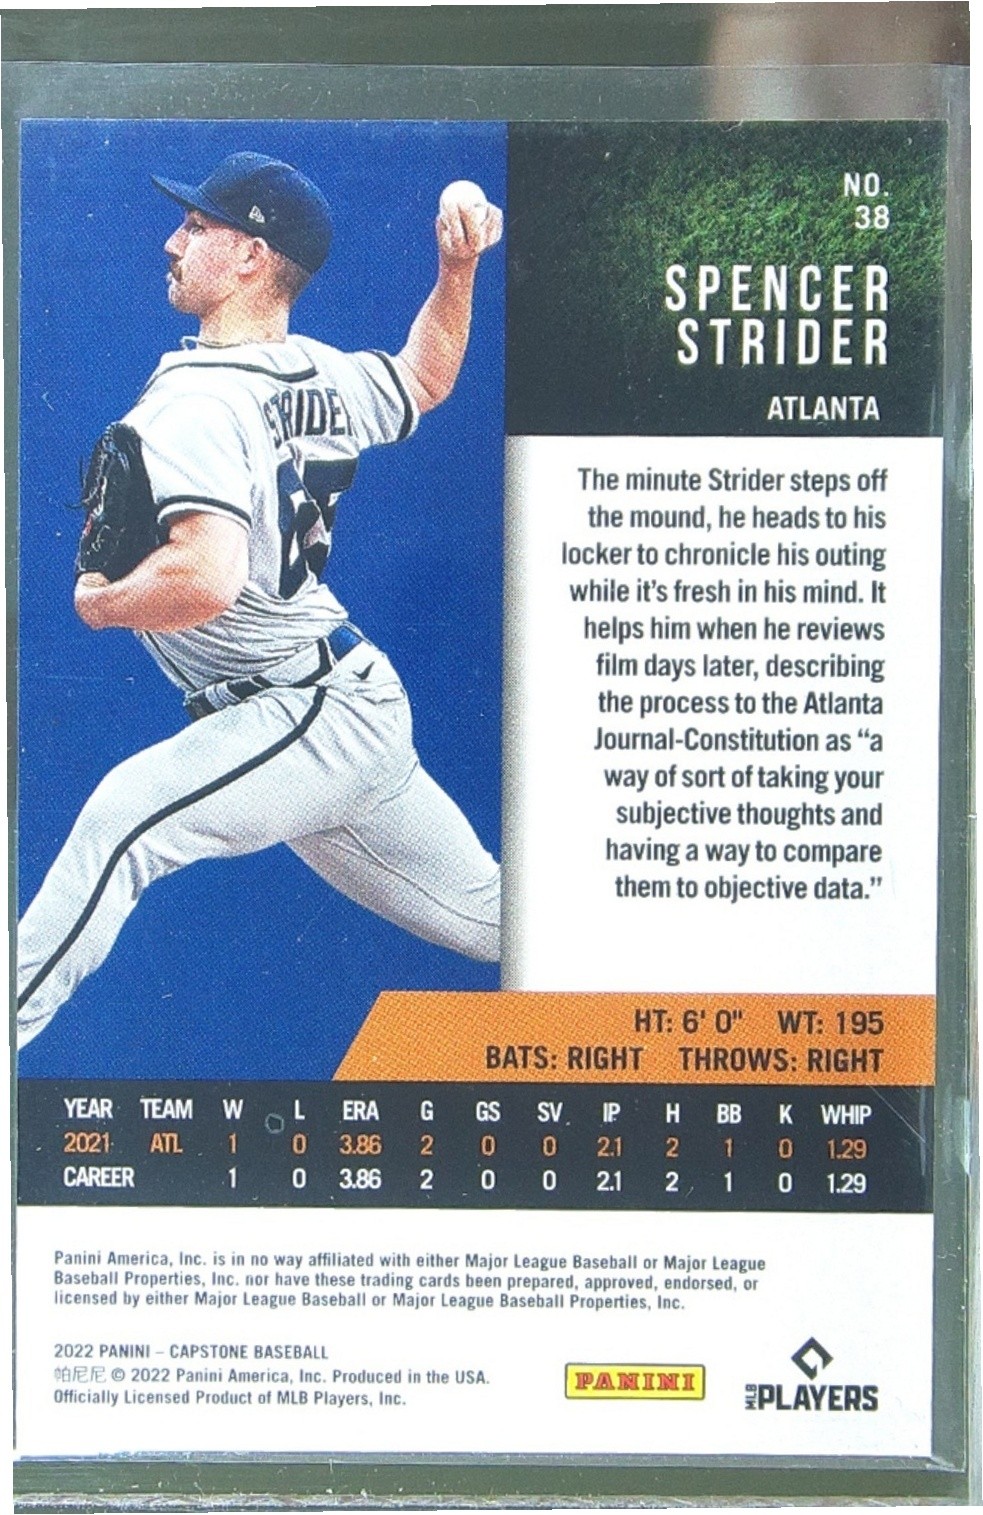 NO.
38
SPENCER
STRIDER
ATLANTA
STRIDER
65
The minute Strider steps off
the mound, he heads to his
locker to chronicle his outing
while it's fresh in his mind. It
helps him when he reviews
film days later, describing
the process to the Atlanta
Journal-Constitution as “a
way of sort of taking your
subjective thoughts and
having a way to compare
them to objective data.”
HT: 6' 0" WT: 195
BATS: RIGHT THROWS: RIGHT
YEAR TEAM W L ERA G GS SV IP H BB K WHIP
2021 ATL 1 0 3.86 2 0 0 2.1 2 1 0 1.29
CAREER 1 0 3.86 2 0 0 2.1 2 1 0 1.29
Panini America, Inc. is in no way affiliated with either Major League Baseball or Major League
Baseball Properties, Inc. nor have these trading cards been prepared, approved, endorsed, or
licensed by either Major League Baseball or Major League Baseball Properties, Inc.
2022 PANINI – CAPSTONE BASEBALL
帕尼尼 © 2022 Panini America, Inc. Produced in the USA.
Officially Licensed Product of MLB Players, Inc.
PANINI
MLB PLAYERS